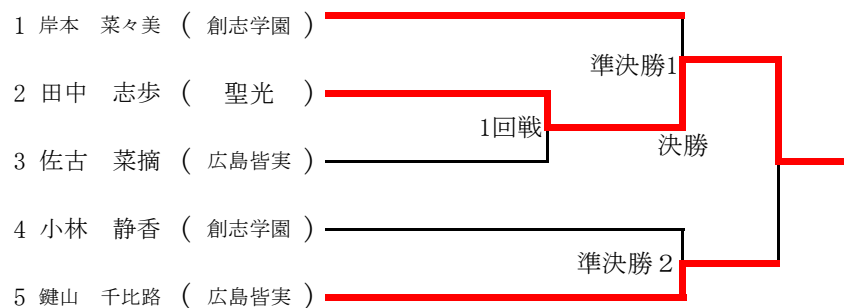 1 岸本　菜々美 ( 創志学園 )
準決勝1
2 田中　志歩 ( 聖光 )
1回戦
決勝
3 佐古　菜摘 ( 広島皆実 )
4 小林　静香 ( 創志学園 )
準決勝２
5 鍵山　千比路 ( 広島皆実 )